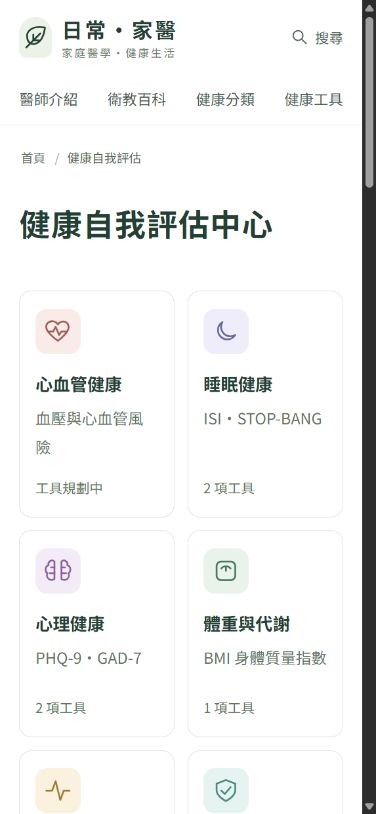 日常・家醫
家庭醫學・健康生活
搜尋
醫師介紹 衛教百科 健康分類 健康工具
首頁 / 健康自我評估
健康自我評估中心
心血管健康
血壓與心血管風
險
工具規劃中
睡眠健康
ISI・STOP-BANG
2 項工具
心理健康
PHQ-9・GAD-7
2 項工具
體重與代謝
BMI 身體質量指數
1 項工具